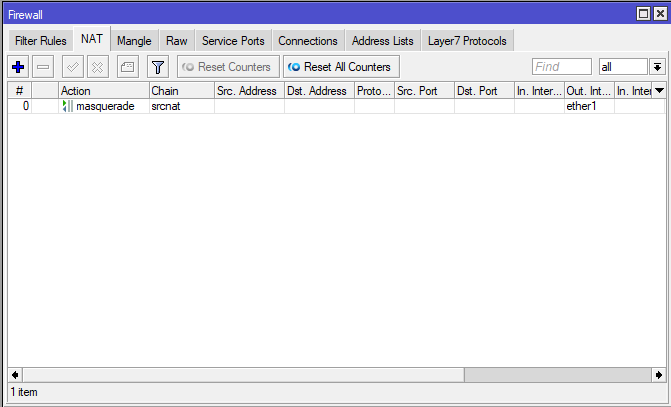 Firewall
Filter Rules NAT Mangle Raw Service Ports Connections Address Lists Layer7 Protocols
Reset Counters Reset All Counters Find all
# Action Chain Src. Address Dst. Address Proto... Src. Port Dst. Port In. Inter... Out. Int... In. Inter
0 masquerade srcnat ether1
1 item